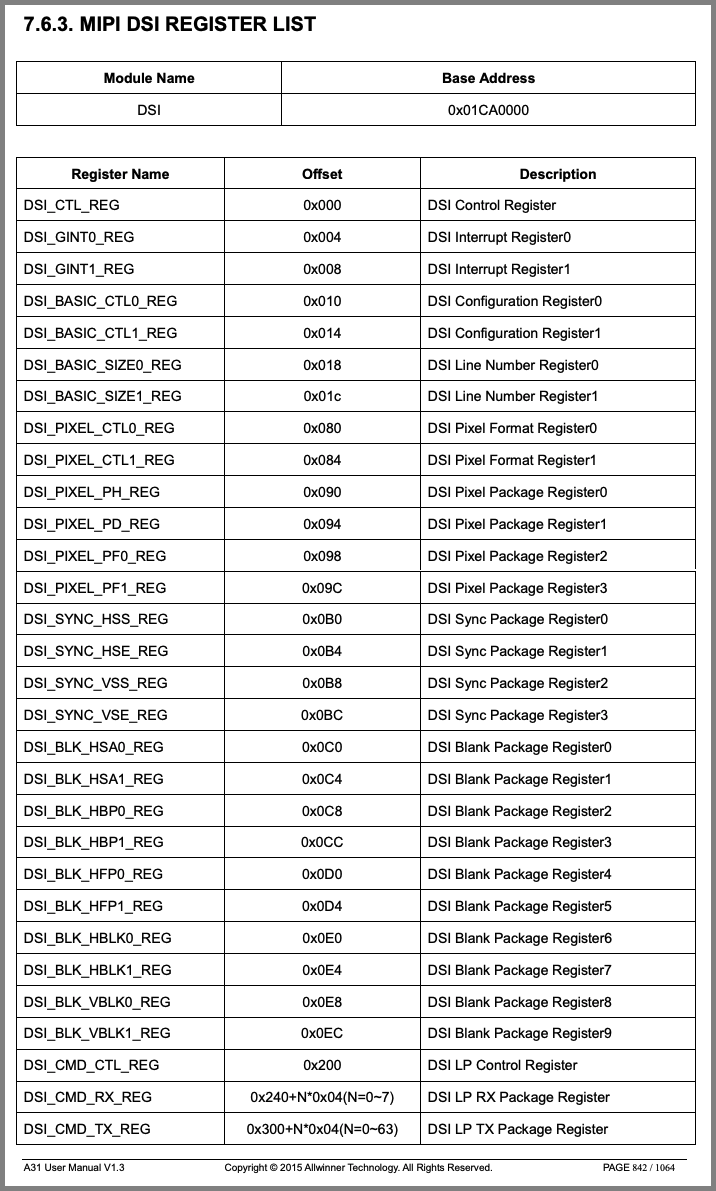 7.6.3. MIPI DSI REGISTER LIST
Module Name Base Address
DSI 0x01CA0000
Register Name Offset Description
DSI_CTL_REG 0x000 DSI Control Register
DSI_GINT0_REG 0x004 DSI Interrupt Register0
DSI_GINT1_REG 0x008 DSI Interrupt Register1
DSI_BASIC_CTL0_REG 0x010 DSI Configuration Register0
DSI_BASIC_CTL1_REG 0x014 DSI Configuration Register1
DSI_BASIC_SIZE0_REG 0x018 DSI Line Number Register0
DSI_BASIC_SIZE1_REG 0x01c DSI Line Number Register1
DSI_PIXEL_CTL0_REG 0x080 DSI Pixel Format Register0
DSI_PIXEL_CTL1_REG 0x084 DSI Pixel Format Register1
DSI_PIXEL_PH_REG 0x090 DSI Pixel Package Register0
DSI_PIXEL_PD_REG 0x094 DSI Pixel Package Register1
DSI_PIXEL_PF0_REG 0x098 DSI Pixel Package Register2
DSI_PIXEL_PF1_REG 0x09C DSI Pixel Package Register3
DSI_SYNC_HSS_REG 0x0B0 DSI Sync Package Register0
DSI_SYNC_HSE_REG 0x0B4 DSI Sync Package Register1
DSI_SYNC_VSS_REG 0x0B8 DSI Sync Package Register2
DSI_SYNC_VSE_REG 0x0BC DSI Sync Package Register3
DSI_BLK_HSA0_REG 0x0C0 DSI Blank Package Register0
DSI_BLK_HSA1_REG 0x0C4 DSI Blank Package Register1
DSI_BLK_HBP0_REG 0x0C8 DSI Blank Package Register2
DSI_BLK_HBP1_REG 0x0CC DSI Blank Package Register3
DSI_BLK_HFP0_REG 0x0D0 DSI Blank Package Register4
DSI_BLK_HFP1_REG 0x0D4 DSI Blank Package Register5
DSI_BLK_HBLK0_REG 0x0E0 DSI Blank Package Register6
DSI_BLK_HBLK1_REG 0x0E4 DSI Blank Package Register7
DSI_BLK_VBLK0_REG 0x0E8 DSI Blank Package Register8
DSI_BLK_VBLK1_REG 0x0EC DSI Blank Package Register9
DSI_CMD_CTL_REG 0x200 DSI LP Control Register
DSI_CMD_RX_REG 0x240+N*0x04(N=0~7) DSI LP RX Package Register
DSI_CMD_TX_REG 0x300+N*0x04(N=0~63) DSI LP TX Package Register
A31 User Manual V1.3 Copyright © 2015 Allwinner Technology. All Rights Reserved. PAGE 842 / 1064